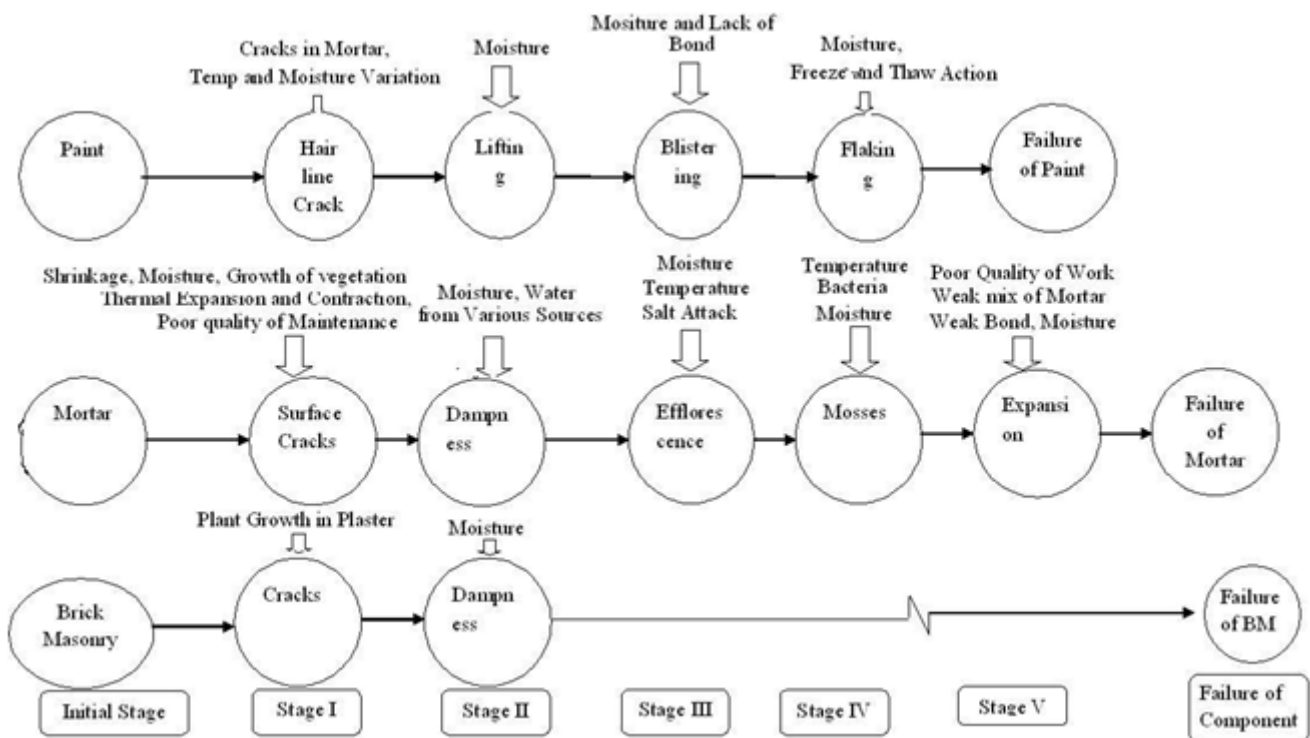 Mositure and Lack of
Bond
Cracks in Mortar,
Temp and Moisture Variation
Moisture
Moisture,
Freeze and Thaw Action
Paint
Hair
line
Crack
Liftin
g
Blister
ing
Flakin
g
Failure
of Paint
Shrinkage, Moisture, Growth of vegetation
Thermal Expansion and Contraction,
Poor quality of Maintenance
Moisture, Water
from Various Sources
Moisture
Temperature
Salt Attack
Temperature
Bacteria
Moisture
Poor Quality of Work
Weak mix of Mortar
Weak Bond, Moisture
Mortar
Surface
Cracks
Dampn
ess
Efflores
cence
Mosses
Expansi
on
Failure
of
Mortar
Plant Growth in Plaster
Moisture
Brick
Masonry
Cracks
Dampn
ess
Failure
of BM
Initial Stage
Stage I
Stage II
Stage III
Stage IV
Stage V
Failure of
Component